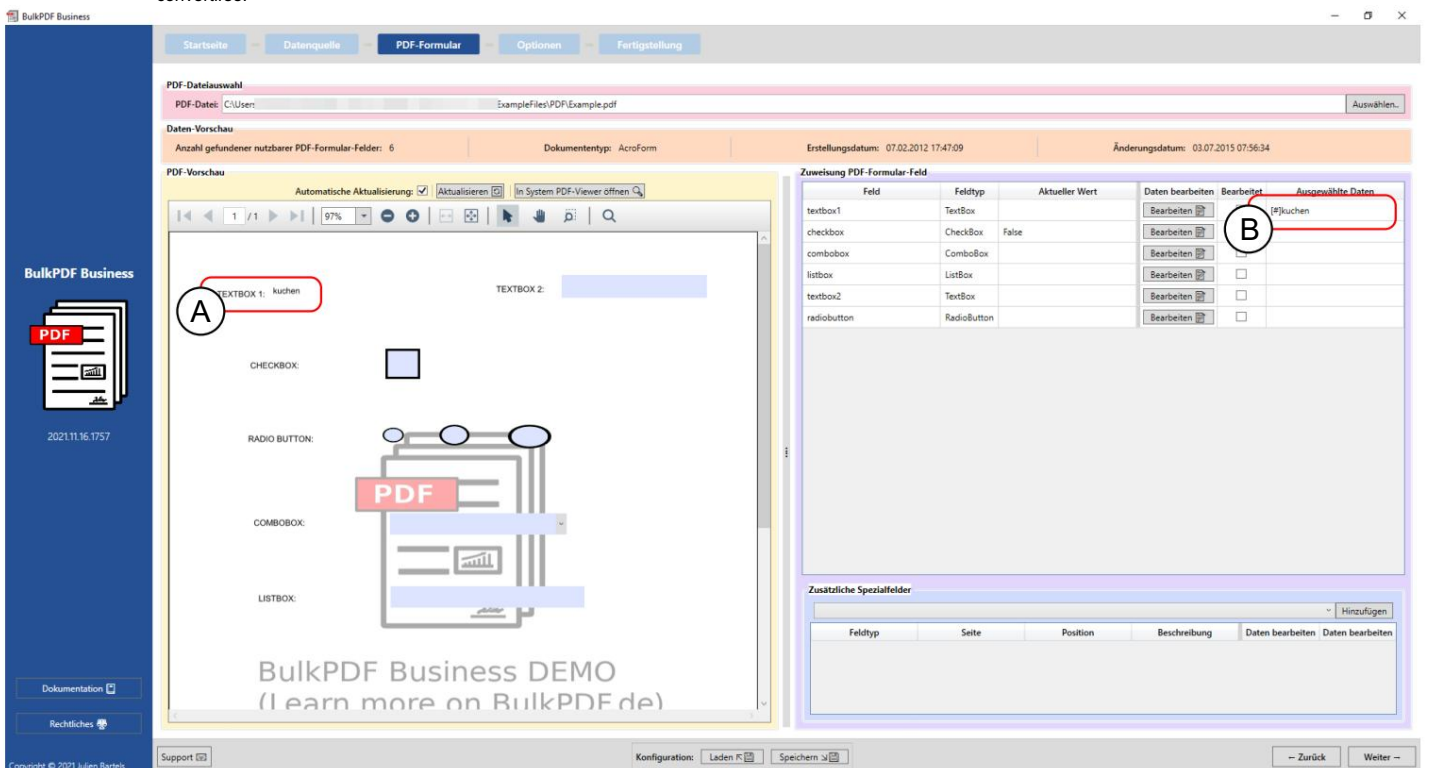 BulkPDF Business
Startseite – Datenquelle – PDF-Formular – Optionen – Fertigstellung
PDF-Dateiauswahl
PDF-Datei: C:\Users ExampleFiles\PDF\Example.pdf Auswählen..
Daten-Vorschau
Anzahl gefundener nutzbarer PDF-Formular-Felder: 6 Dokumententyp: AcroForm Erstellungsdatum: 07.02.2012 17:47:09 Änderungsdatum: 03.07.2015 07:56:34
PDF-Vorschau
Automatische Aktualisierung: Aktualisieren In System PDF-Viewer öffnen
1 /1 97%
TEXTBOX 1: kuchen TEXTBOX 2:
A
CHECKBOX:
RADIO BUTTON:
PDF
COMBOBOX:
LISTBOX:
BulkPDF Business DEMO
(Learn more on BulkPDF.de)
Zuweisung PDF-Formular-Feld
Feld Feldtyp Aktueller Wert Daten bearbeiten Bearbeitet Ausgewählte Daten
textbox1 TextBox Bearbeiten [#]kuchen
B
checkbox CheckBox False Bearbeiten
combobox ComboBox Bearbeiten
listbox ListBox Bearbeiten
textbox2 TextBox Bearbeiten
radiobutton RadioButton Bearbeiten
Zusätzliche Spezialfelder
Hinzufügen
Feldtyp Seite Position Beschreibung Daten bearbeiten Daten bearbeiten
BulkPDF Business
PDF
2021.11.16.1757
Dokumentation
Rechtliches
Copyright © 2021 Julien Bartels
Support Konfiguration: Laden Speichern ← Zurück Weiter →